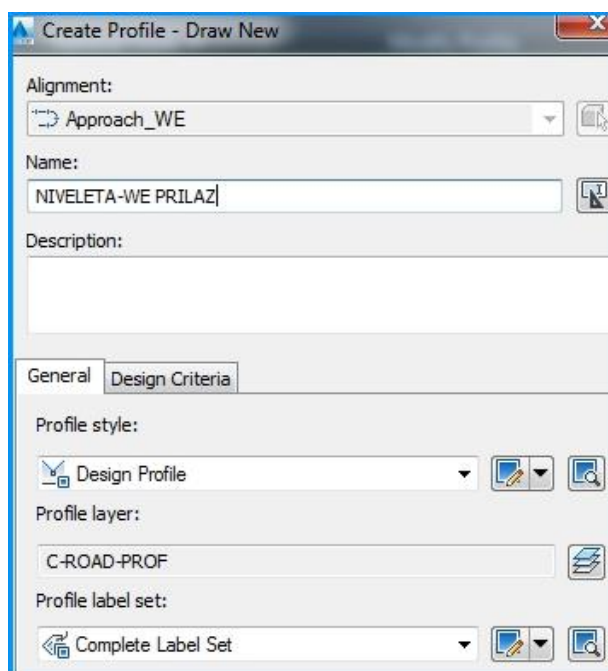 Create Profile - Draw New
Alignment:
Approach_WE
Name:
NIVELETA-WE PRILAZ
Description:
General
Design Criteria
Profile style:
Design Profile
Profile layer:
C-ROAD-PROF
Profile label set:
Complete Label Set